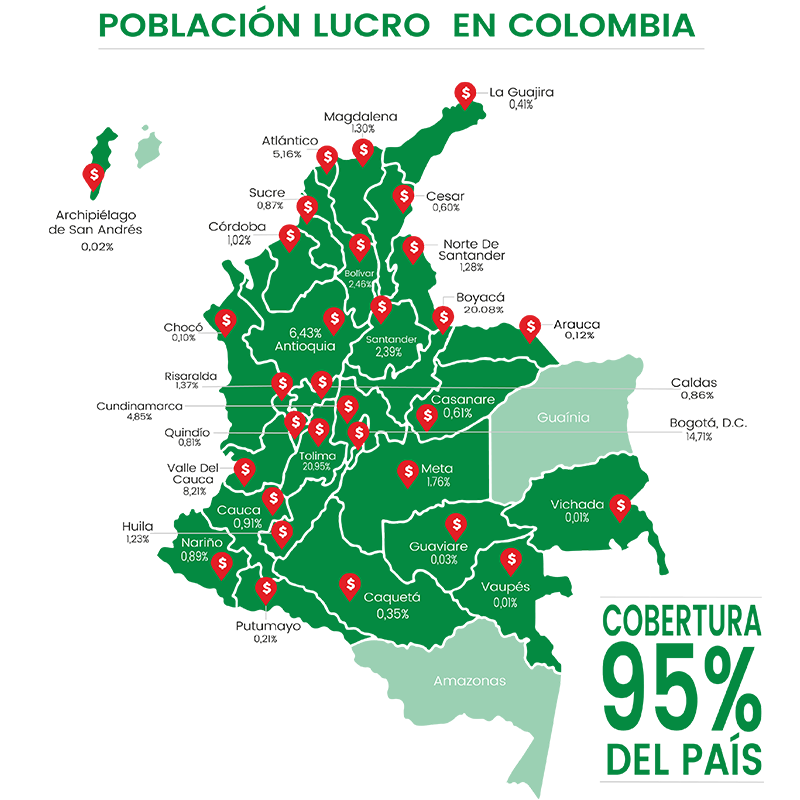 POBLACIÓN LUCRO EN COLOMBIA
La Guajira
0,41%
Magdalena
1.30%
Atlántico
5,16%
Archipiélago
de San Andrés
0,02%
Sucre
0,87%
Cesar
0,60%
Córdoba
1,02%
Norte De
Santander
1,28%
Bolívar
2,46%
Boyacá
20.08%
Chocó
0,10%
6,43%
Antioquia
Santander
2,39%
Arauca
0,12%
Risaralda
1,37%
Caldas
0,86%
Cundinamarca
4,85%
Casanare
0,61%
Guainía
Quindío
0,81%
Bogotá, D.C.
14,71%
Tolima
20.95%
Valle Del
Cauca
8,21%
Meta
1.76%
Cauca
0,91%
Vichada
0,01%
Huila
1,23%
Nariño
0,89%
Guaviare
0,03%
Vaupés
0,01%
Caquetá
0,35%
Putumayo
0,21%
Amazonas
COBERTURA
95%
DEL PAÍS